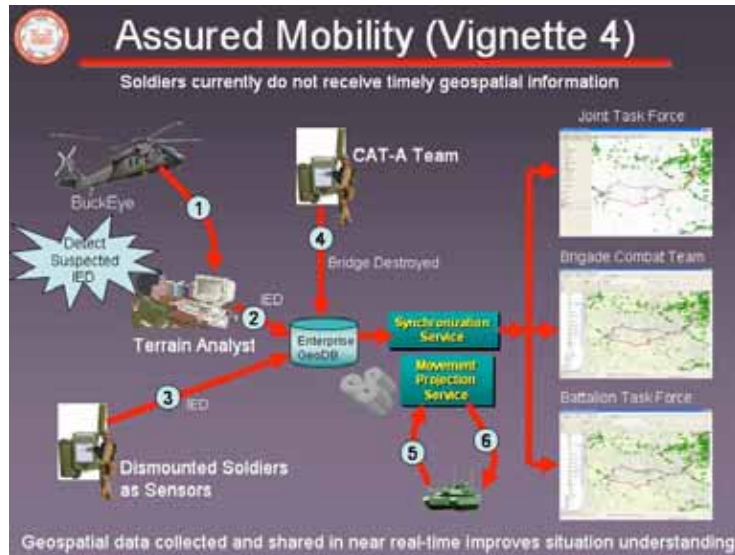 Assured Mobility (Vignette 4)
Soldiers currently do not receive timely geospatial information
BuckEye
1
Detect
Suspected
IED
Terrain Analyst
IED
2
3
IED
Dismounted Soldiers
as Sensors
CAT-A Team
4
Bridge Destroyed
Enterprise
GeoDB
Synchronization
Service
Movement
Projection
Service
5
6
Joint Task Force
Brigade Combat Team
Battalion Task Force
Geospatial data collected and shared in near real-time improves situation understanding